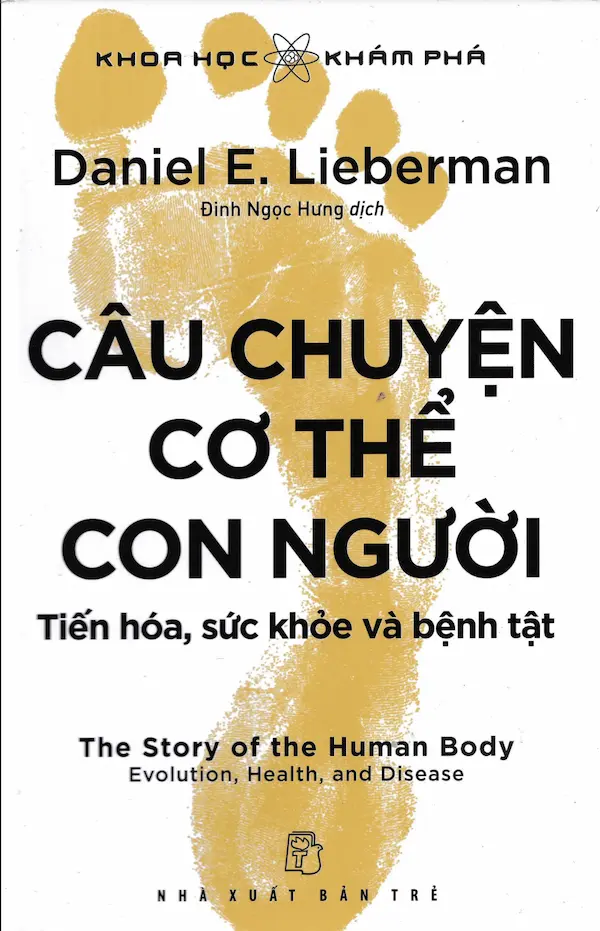 KHOA HỌC KHÁM PHÁ
Daniel E. Lieberman
Đinh Ngọc Hưng dịch
CÂU CHUYỆN
CƠ THỂ
CON NGƯỜI
Tiến hóa, sức khỏe và bệnh tật
The Story of the Human Body
Evolution, Health, and Disease
T
NHÀ XUẤT BẢN TRẺ